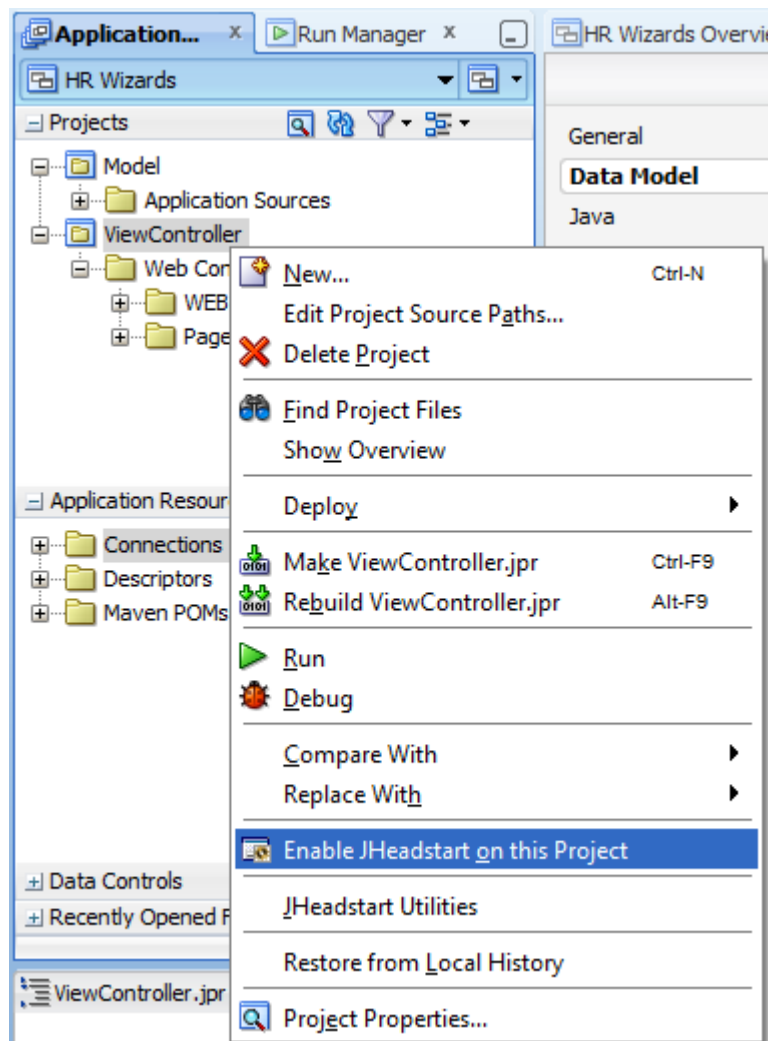 Application... x Run Manager x HR Wizards Overvi
HR Wizards
Projects
General
Model
Data Model
Application Sources
Java
ViewController
Web Con
New... Ctrl-N
WEB
Edit Project Source Paths...
Page
Delete Project
Find Project Files
Show Overview
Application Resour
Deploy
Connections
Make ViewController.jpr Ctrl-F9
Descriptors
Rebuild ViewController.jpr Alt-F9
Maven POMs
Run
Debug
Compare With
Replace With
Enable JHeadstart on this Project
Data Controls
JHeadstart Utilities
Recently Opened F
Restore from Local History
ViewController.jpr
Project Properties...